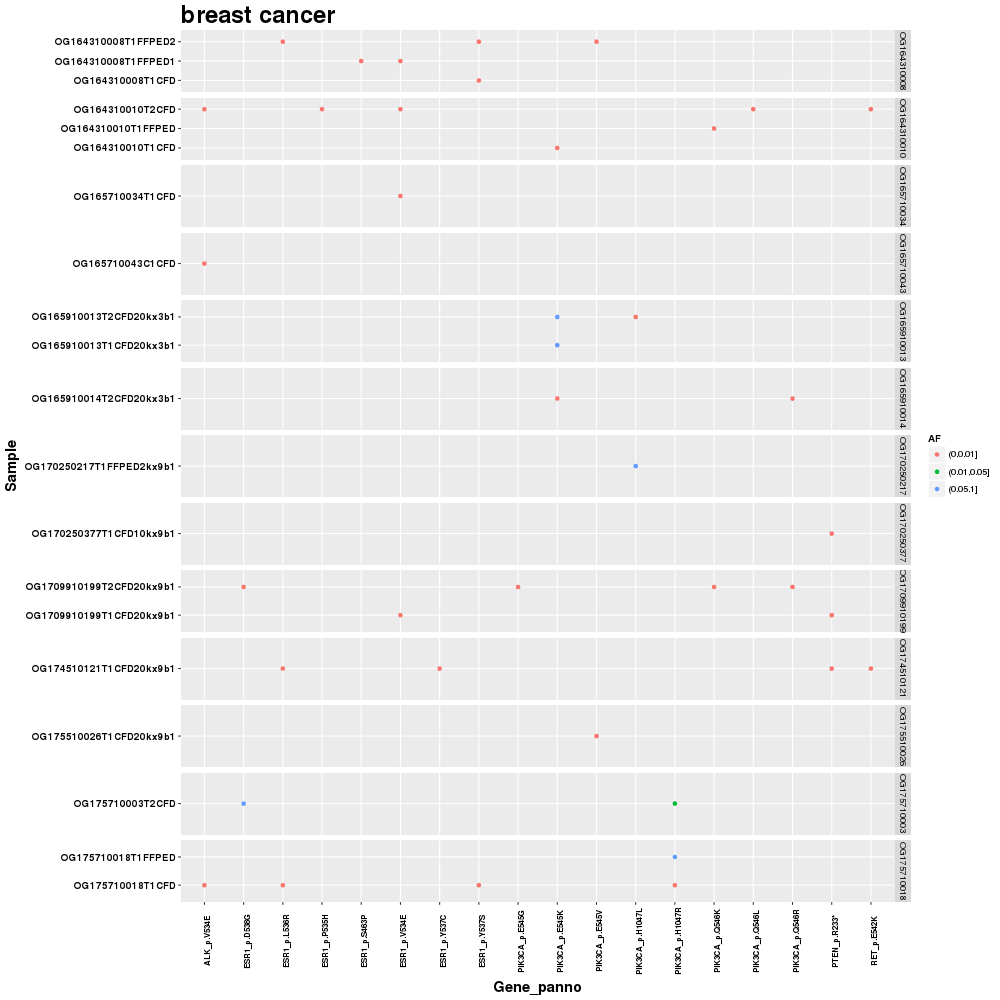 breast cancer
OG164310008T1FFPED2
OG164310008T1FFPED1
OG164310008T1CFD
OG164310008
OG164310010T2CFD
OG164310010T1FFPED
OG164310010T1CFD
OG164310010
OG165710034T1CFD
OG165710034
OG165710043C1CFD
OG165710043
OG165910013T2CFD20kx3b1
OG165910013T1CFD20kx3b1
OG165910013
OG165910014T2CFD20kx3b1
OG165910014
OG170250217T1FFPED2kx9b1
OG170250217
OG170250377T1CFD10kx9b1
OG170250377
OG1709910199T2CFD20kx9b1
OG1709910199T1CFD20kx9b1
OG1709910199
OG174510121T1CFD20kx9b1
OG174510121
OG175510026T1CFD20kx9b1
OG175510026
OG175710003T2CFD
OG175710003
OG175710018T1FFPED
OG175710018T1CFD
OG175710018
Sample
ALK_p.V534E
ESR1_p.D538G
ESR1_p.L536R
ESR1_p.P535H
ESR1_p.S463P
ESR1_p.V534E
ESR1_p.Y537C
ESR1_p.Y537S
PIK3CA_p.E545G
PIK3CA_p.E545K
PIK3CA_p.E545V
PIK3CA_p.H1047L
PIK3CA_p.H1047R
PIK3CA_p.Q546K
PIK3CA_p.Q546L
PIK3CA_p.Q546R
PTEN_p.R233*
RET_p.E542K
Gene_panno
AF
(0,0.01]
(0.01,0.05]
(0.05,1]